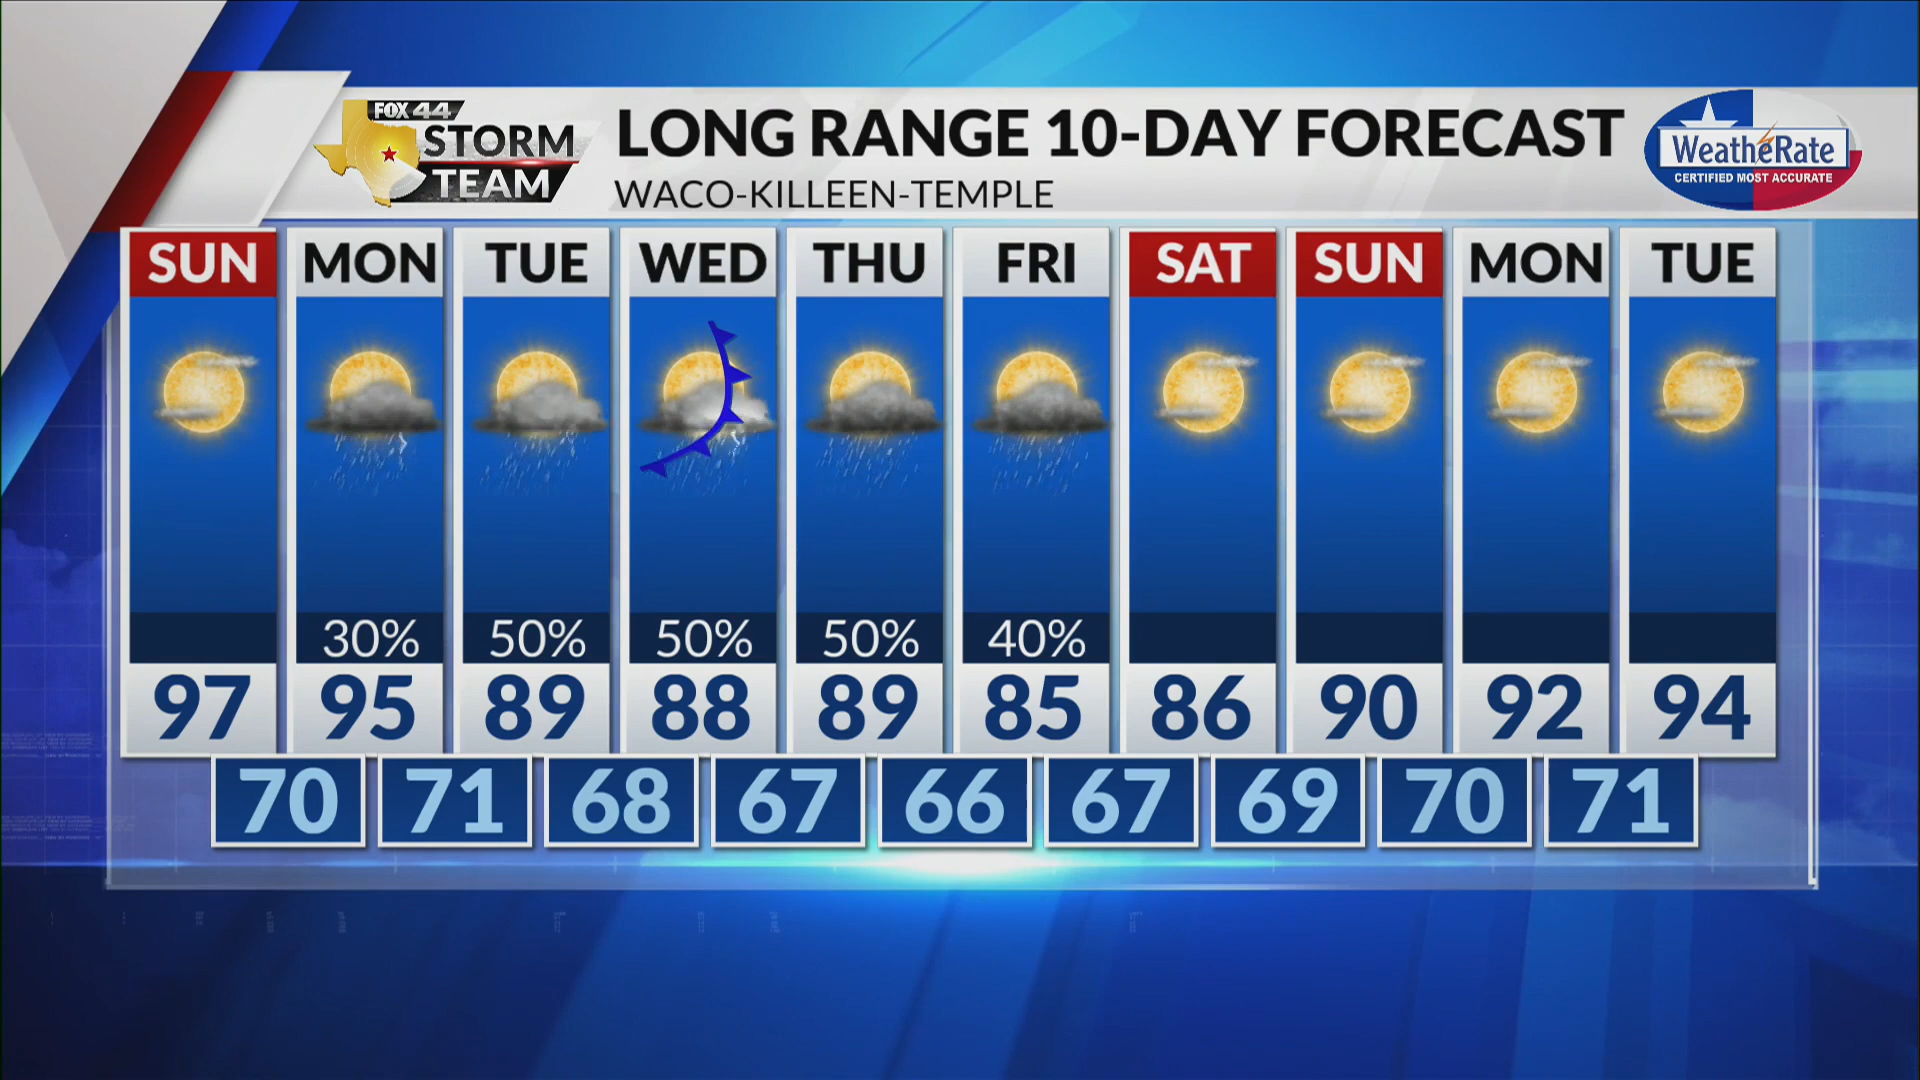 FOX 44
STORM
TEAM
LONG RANGE 10-DAY FORECAST
WACO-KILLEEN-TEMPLE
WeatheRate
CERTIFIED MOST ACCURATE
SUN MON TUE WED THU FRI SAT SUN MON TUE
30% 50% 50% 50% 40%
97 95 89 88 89 85 86 90 92 94
70 71 68 67 66 67 69 70 71